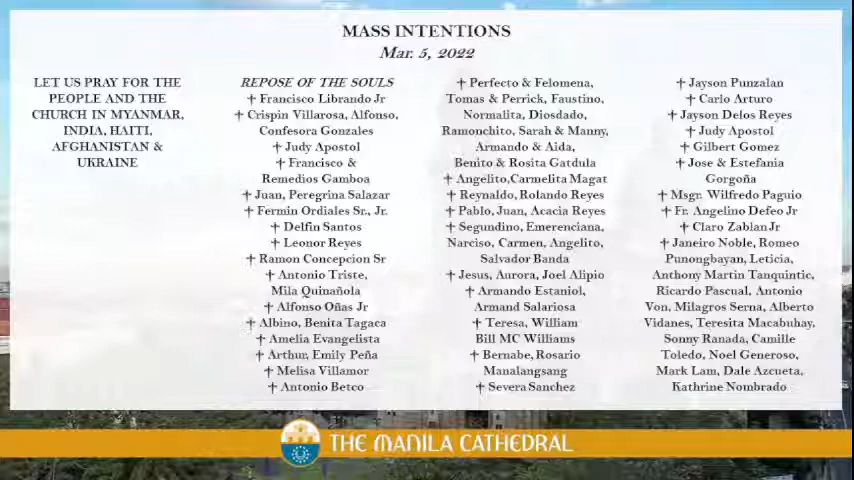 MASS INTENTIONS
Mar. 5, 2022
LET US PRAY FOR THE
PEOPLE AND THE
CHURCH IN MYANMAR,
INDIA, HAITI,
AFGHANISTAN &
UKRAINE
REPOSE OF THE SOULS
✝ Francisco Librando Jr
✝ Crispin Villarosa, Alfonso,
Confesora Gonzales
✝ Judy Apostol
✝ Francisco &
Remedios Gamboa
✝ Juan, Peregrina Salazar
✝ Fermin Ordiales Sr., Jr.
✝ Delfin Santos
✝ Leonor Reyes
✝ Ramon Concepcion Sr
✝ Antonio Triste,
Mila Quinañola
✝ Alfonso Oñas Jr
✝ Albino, Benita Tagaca
✝ Amelia Evangelista
✝ Arthur, Emily Peña
✝ Melisa Villamor
✝ Antonio Betco
✝ Perfecto & Felomena,
Tomas & Perrick, Faustino,
Normalita, Diosdado,
Ramonchito, Sarah & Manny,
Armando & Aida,
Benito & Rosita Gatdula
✝ Angelito,Carmelita Magat
✝ Reynaldo, Rolando Reyes
✝ Pablo, Juan, Acacia Reyes
✝ Segundino, Emerenciana,
Narciso, Carmen, Angelito,
Salvador Banda
✝ Jesus, Aurora, Joel Alipio
✝ Armando Estaniol,
Armand Salariosa
✝ Teresa, William
Bill MC Williams
✝ Bernabe, Rosario
Manalangsang
✝ Severa Sanchez
✝ Jayson Punzalan
✝ Carlo Arturo
✝ Jayson Delos Reyes
✝ Judy Apostol
✝ Gilbert Gomez
✝ Jose & Estefania
Gorgoña
✝ Msgr. Wilfredo Paguio
✝ Fr. Angelino Defeo Jr
✝ Claro Zablan Jr
✝ Janeiro Noble, Romeo
Punongbayan, Leticia,
Anthony Martin Tanquintic,
Ricardo Pascual, Antonio
Von, Milagros Serna, Alberto
Vidanes, Teresita Macabuhay,
Sonny Ranada, Camille
Toledo, Noel Generoso,
Mark Lam, Dale Azcueta,
Kathrine Nombrado
THE MANILA CATHEDRAL